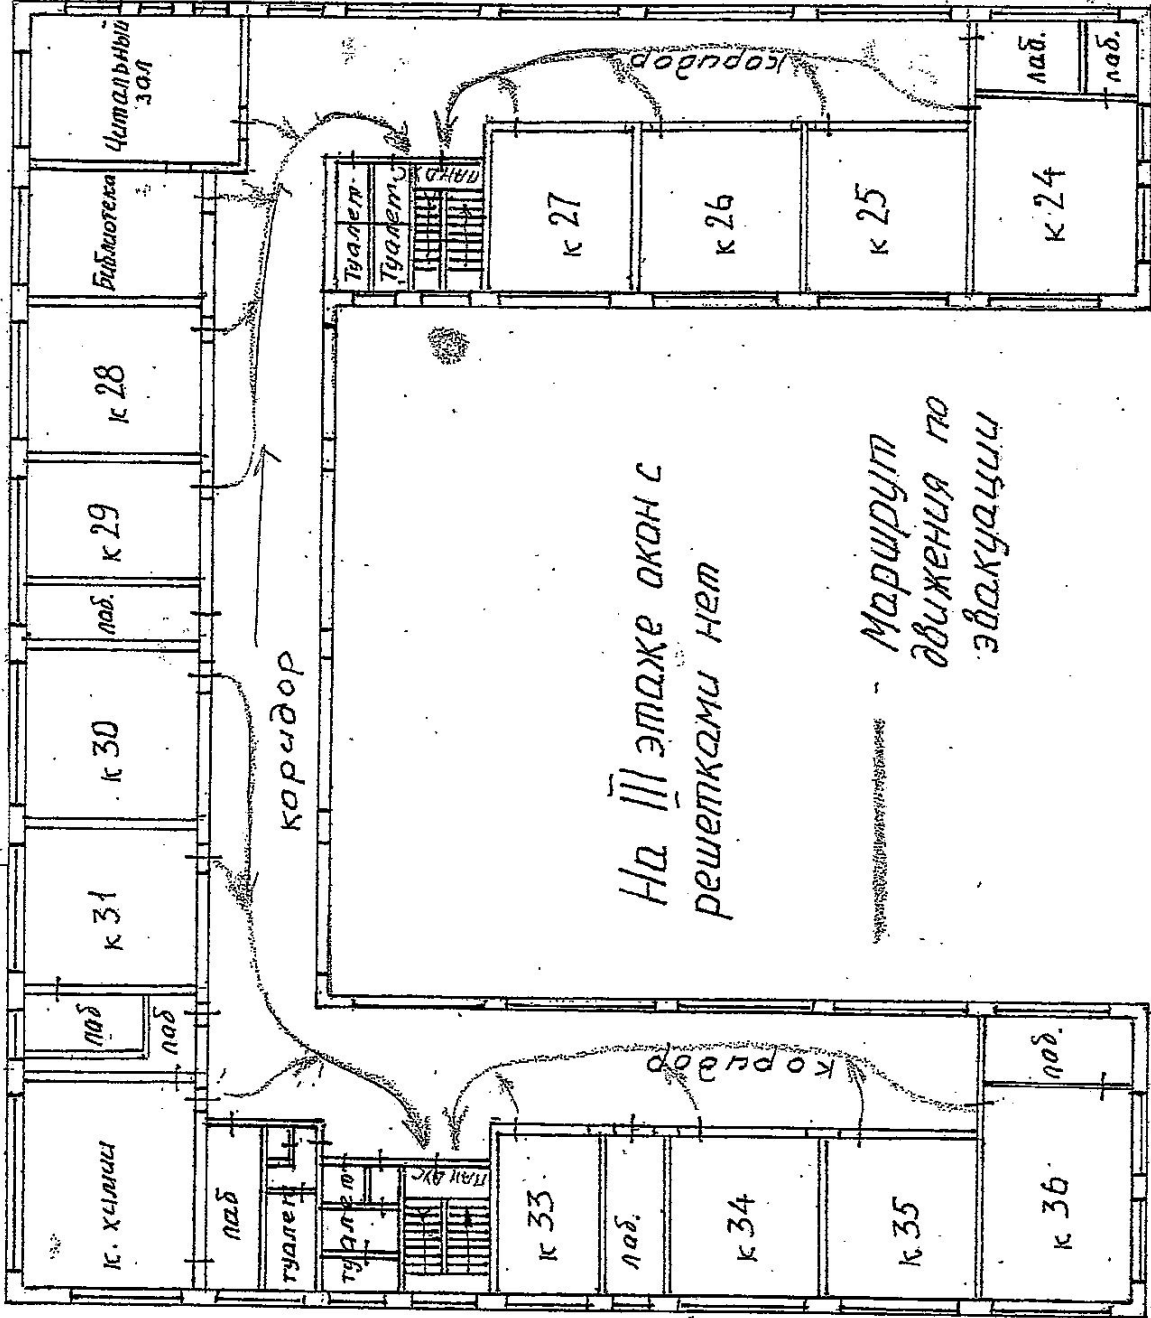 Читальный
зал
Библиотека
к 28
к 29
лаб.
к 30
к 31
лаб
лаб
к. химии
лаб
туалет
туалет
пандус
к 33
лаб.
к 34
к 35
к 36
лаб.
коридор
коридор
коридор
Туалет.
Туалет
пандус
к 27
к 26
к 25
к 24
лаб.
лаб.
На III этаже окон с
решетками нет
- Маршрут
движения по
эвакуации